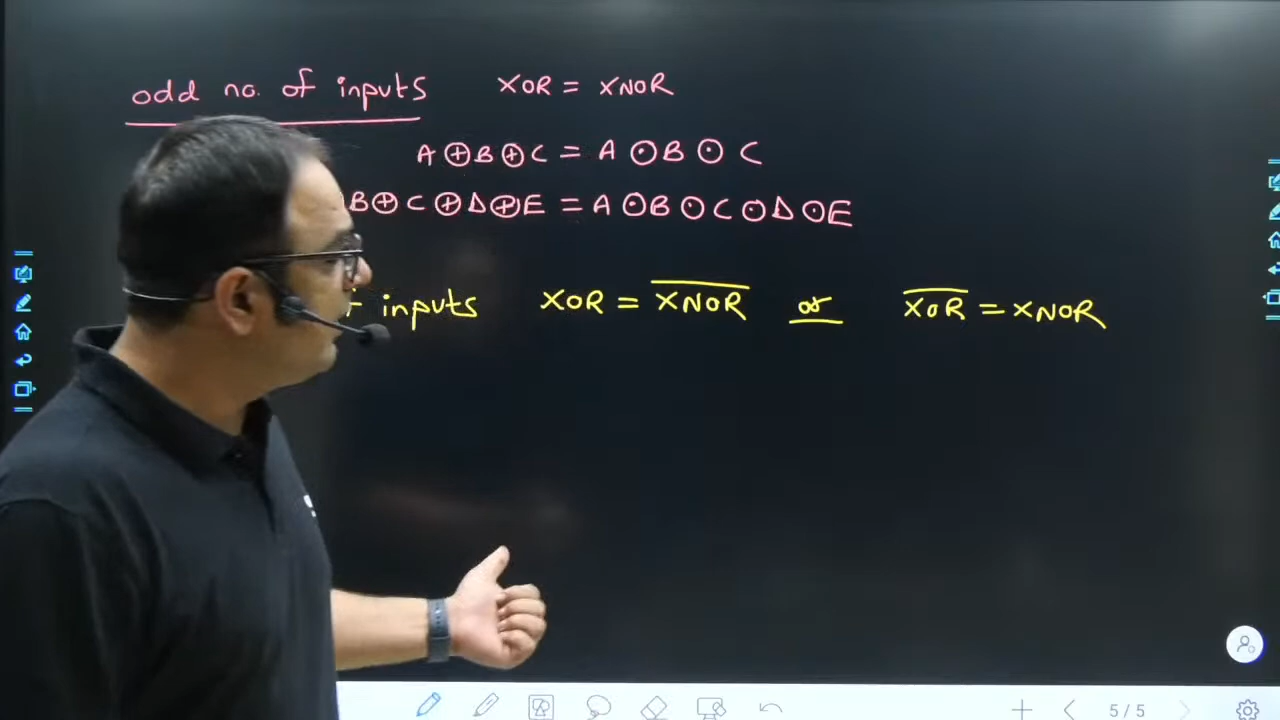 odd no. of inputs XOR = XNOR
A ⊕ B ⊕ C = A ⊙ B ⊙ C
B ⊕ C ⊕ D ⊕ E = A ⊙ B ⊙ C ⊙ D ⊙ E
inputs XOR = X̅N̅O̅R̅ or X̅O̅R̅ = XNOR
5/5